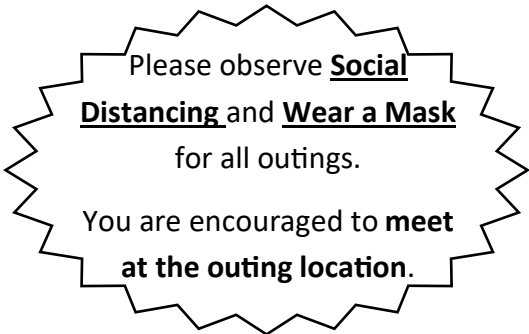 Please observe Social
Distancing and Wear a Mask
for all outings.
You are encouraged to meet
at the outing location.